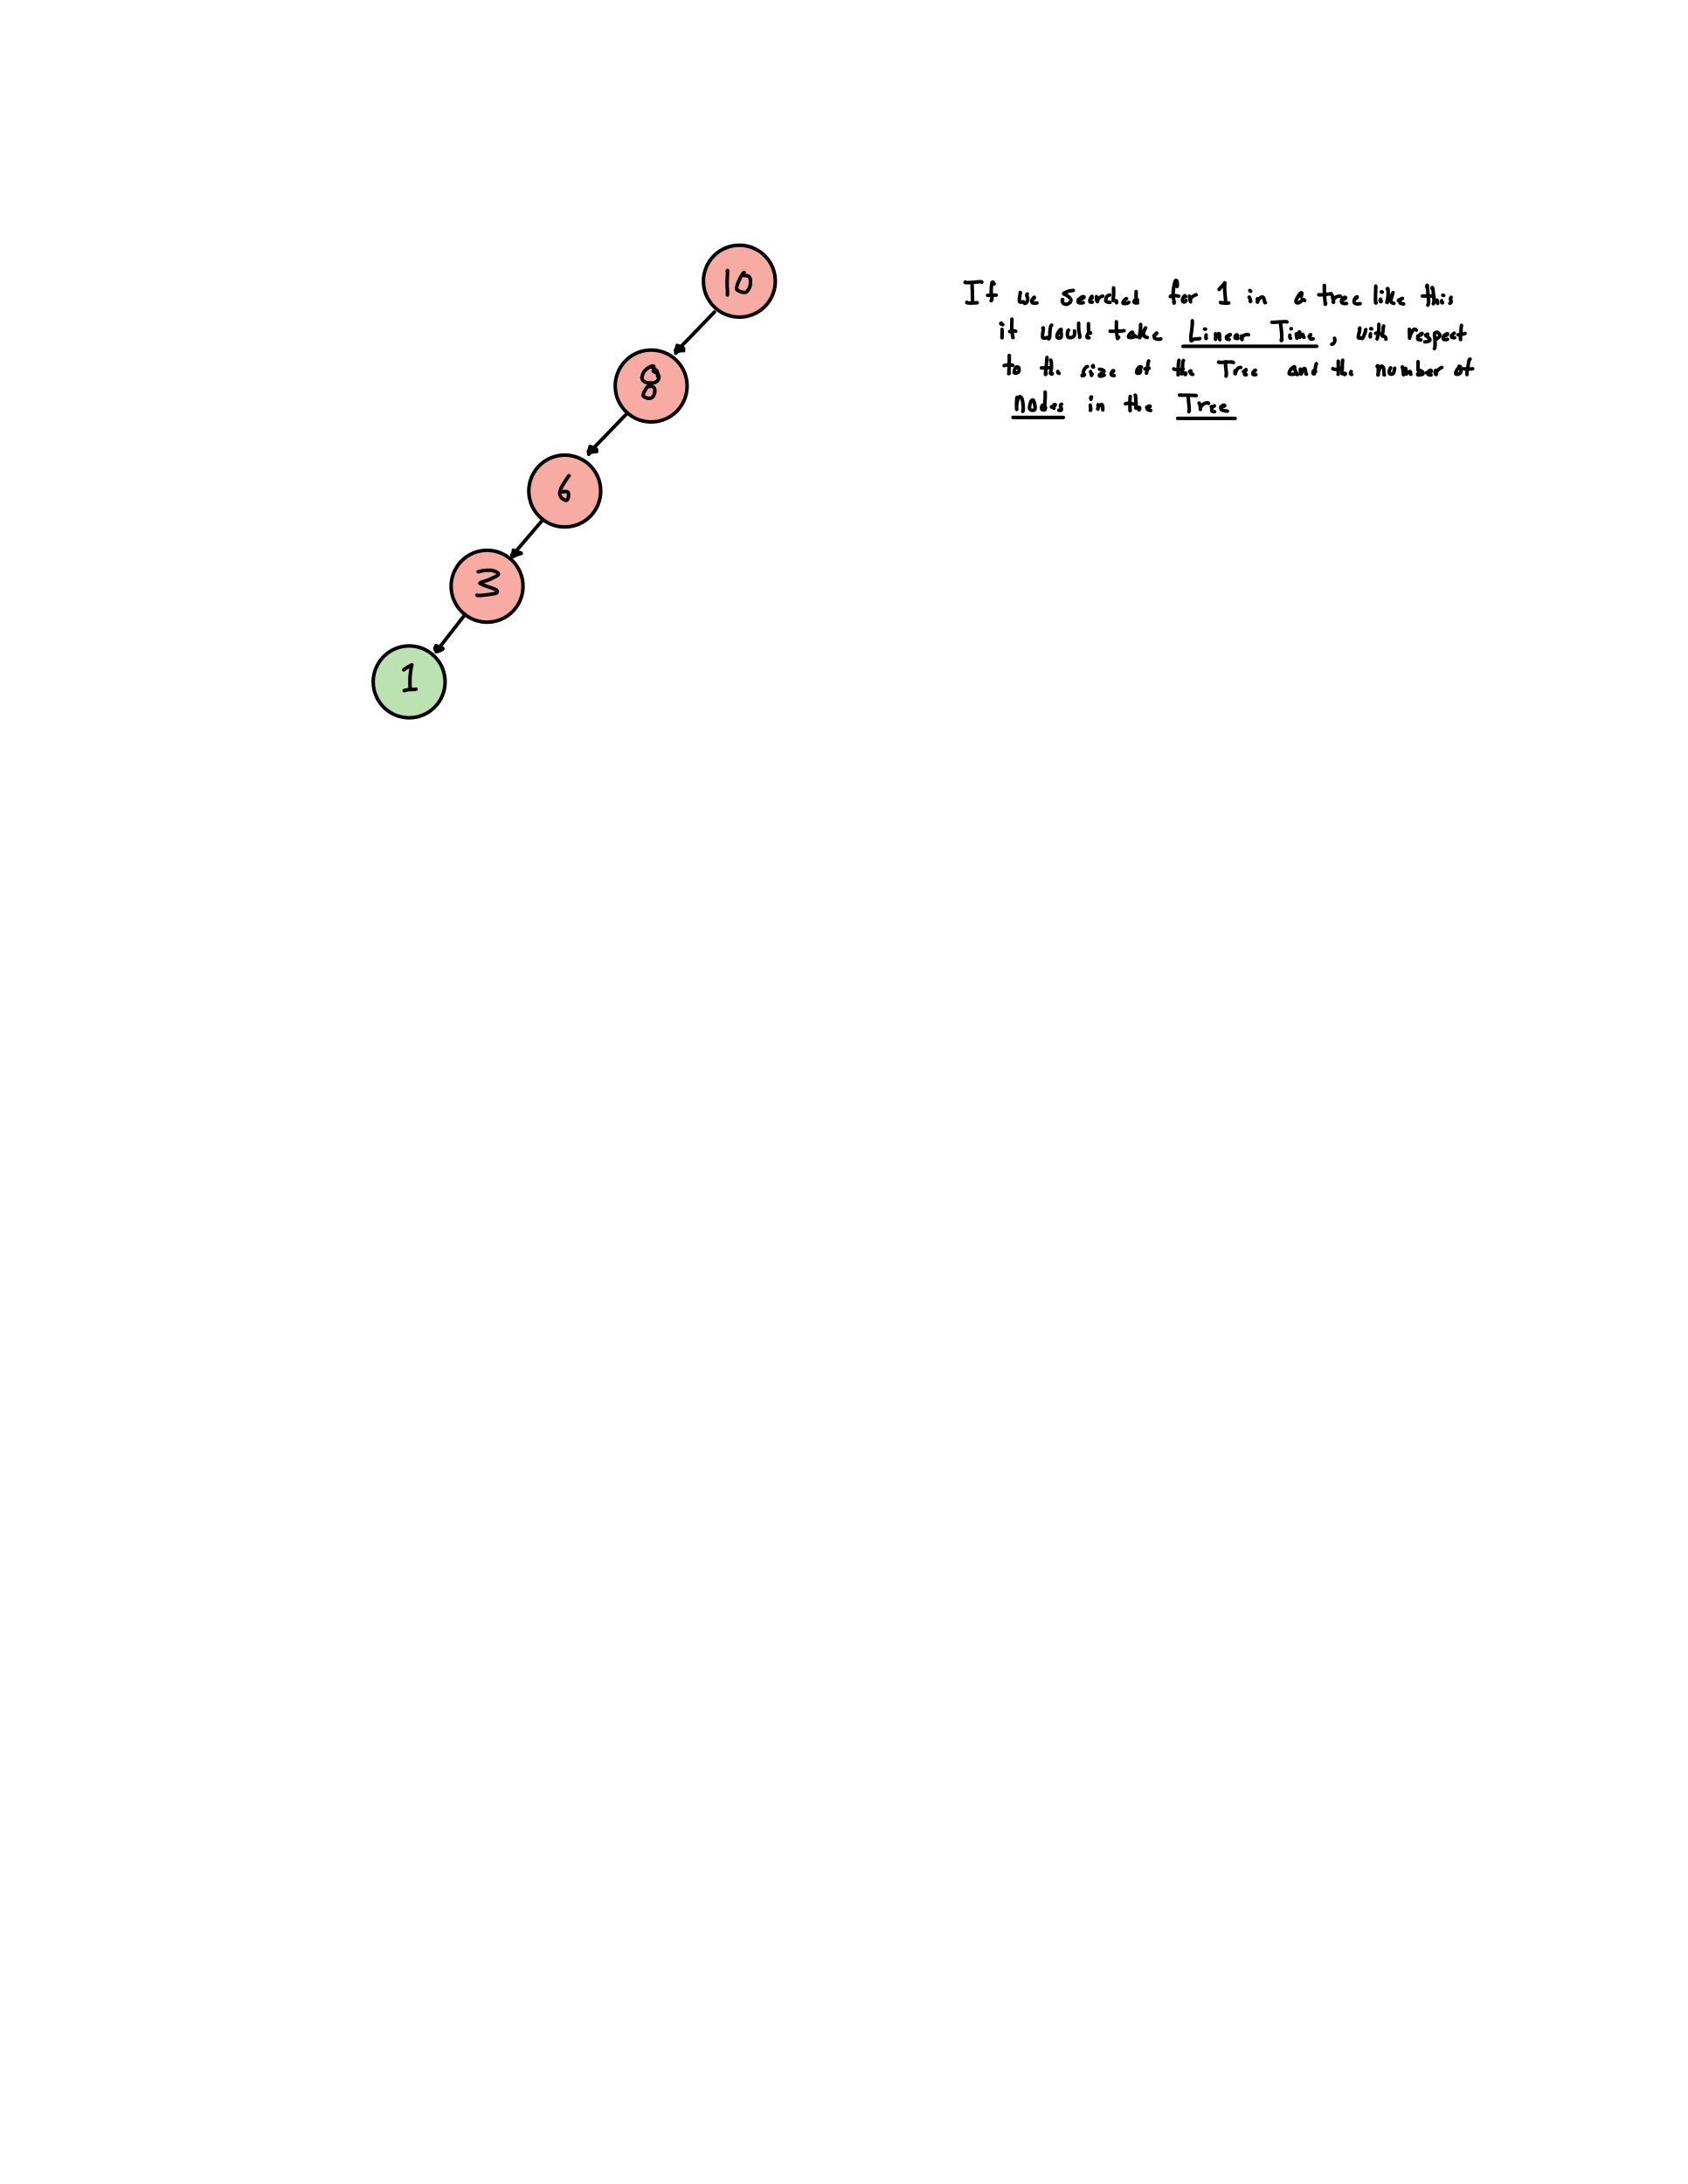 10
8
6
3
1
If we searched for 1 in a tree like this
it would take Linear Time, with respect
to the size of the Tree and the number of
nodes in the Tree